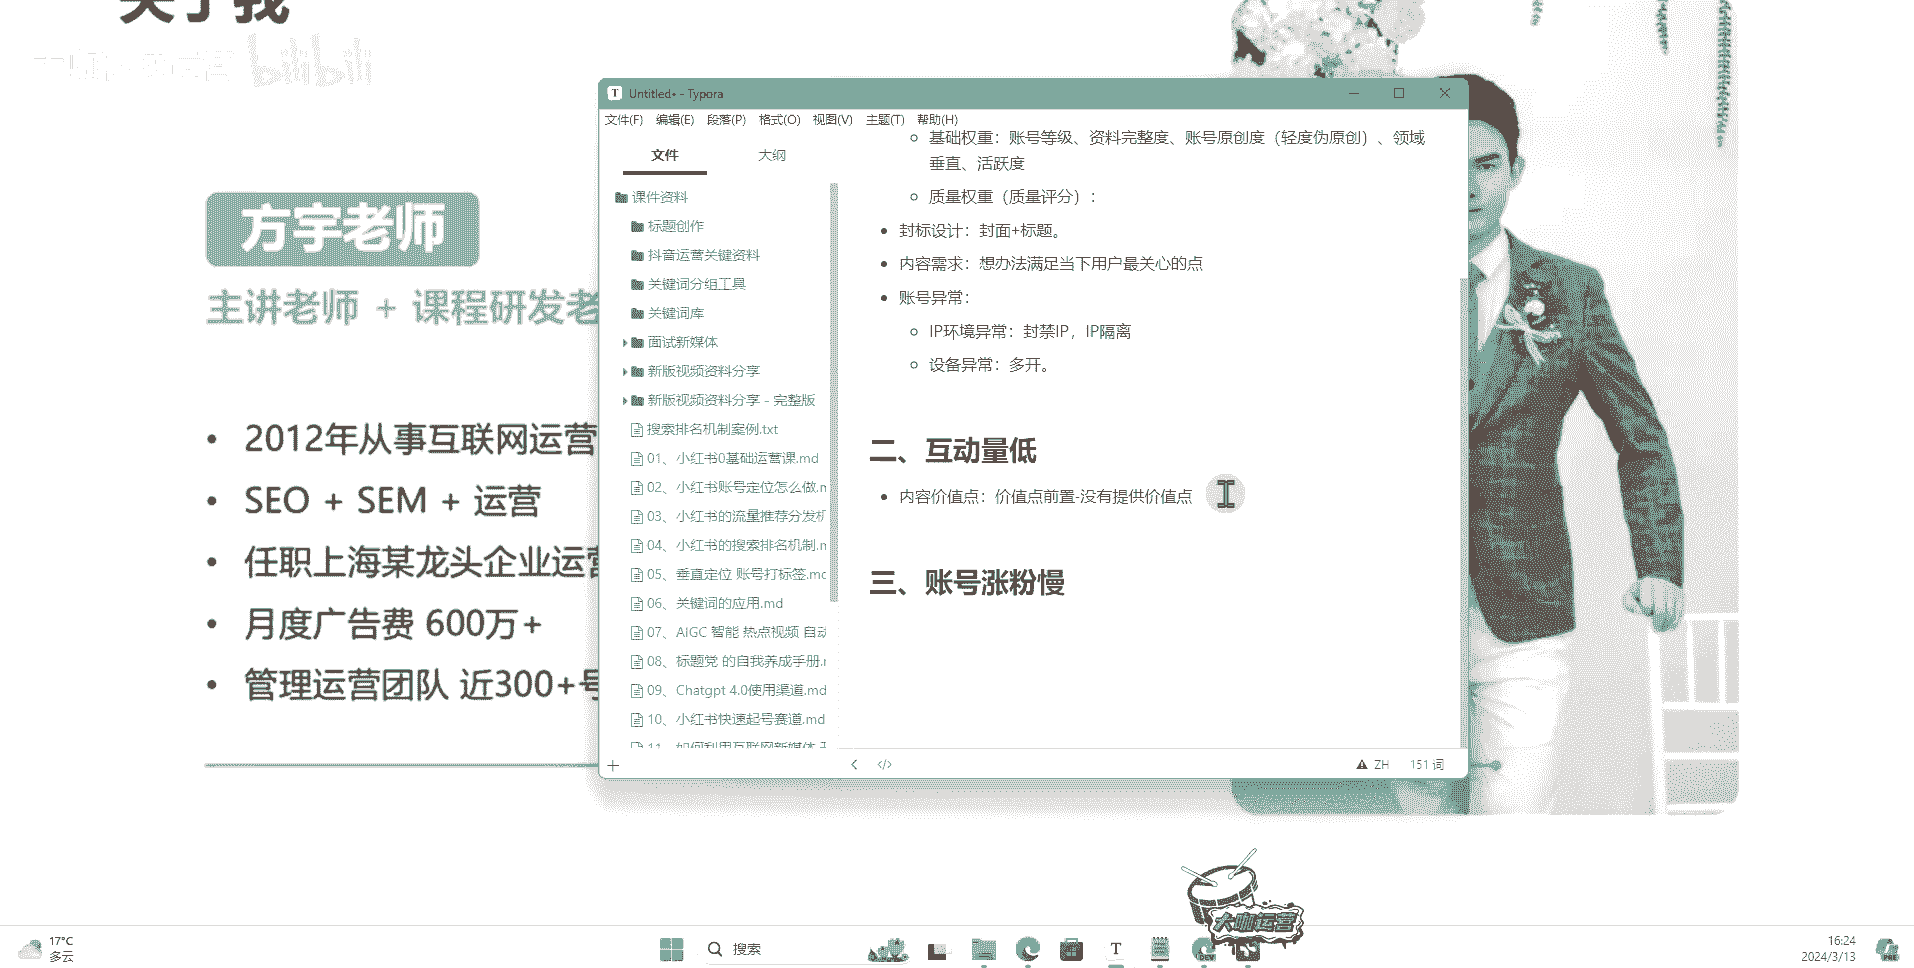 关于我
bilibili
方宇老师
主讲老师 + 课程研发老
• 2012年从事互联网运营
• SEO + SEM + 运营
• 任职上海某龙头企业运营
• 月度广告费 600万+
• 管理运营团队 近300+号
Untitled• - Typora
文件(F) 编辑(E) 段落(P) 格式(O) 视图(V) 主题(T) 帮助(H)
文件 大纲
课件资料
标题创作
抖音运营关键资料
关键词分组工具
关键词库
面试新媒体
新版视频资料分享
新版视频资料分享 - 完整版
搜索排名机制案例.txt
01、小红书0基础运营课.md
02、小红书账号定位怎么做.m
03、小红书的流量推荐分发机
04、小红书的搜索排名机制.m
05、垂直定位 账号打标签.md
06、关键词的应用.md
07、AIGC 智能 热点视频 自动
08、标题党 的自我养成手册.m
09、Chatgpt 4.0使用渠道.md
10、小红书快速起号赛道.md
11、如何利用互联网新媒体
基础权重：账号等级、资料完整度、账号原创度（轻度伪原创）、领域
垂直、活跃度
质量权重（质量评分）：
• 封标设计：封面+标题。
• 内容需求：想办法满足当下用户最关心的点
• 账号异常：
IP环境异常：封禁IP，IP隔离
设备异常：多开。
二、互动量低
• 内容价值点：价值点前置-没有提供价值点
三、账号涨粉慢
ZH 151 词
大咖运营
17°C
多云
搜索
16:24
2024/3/13